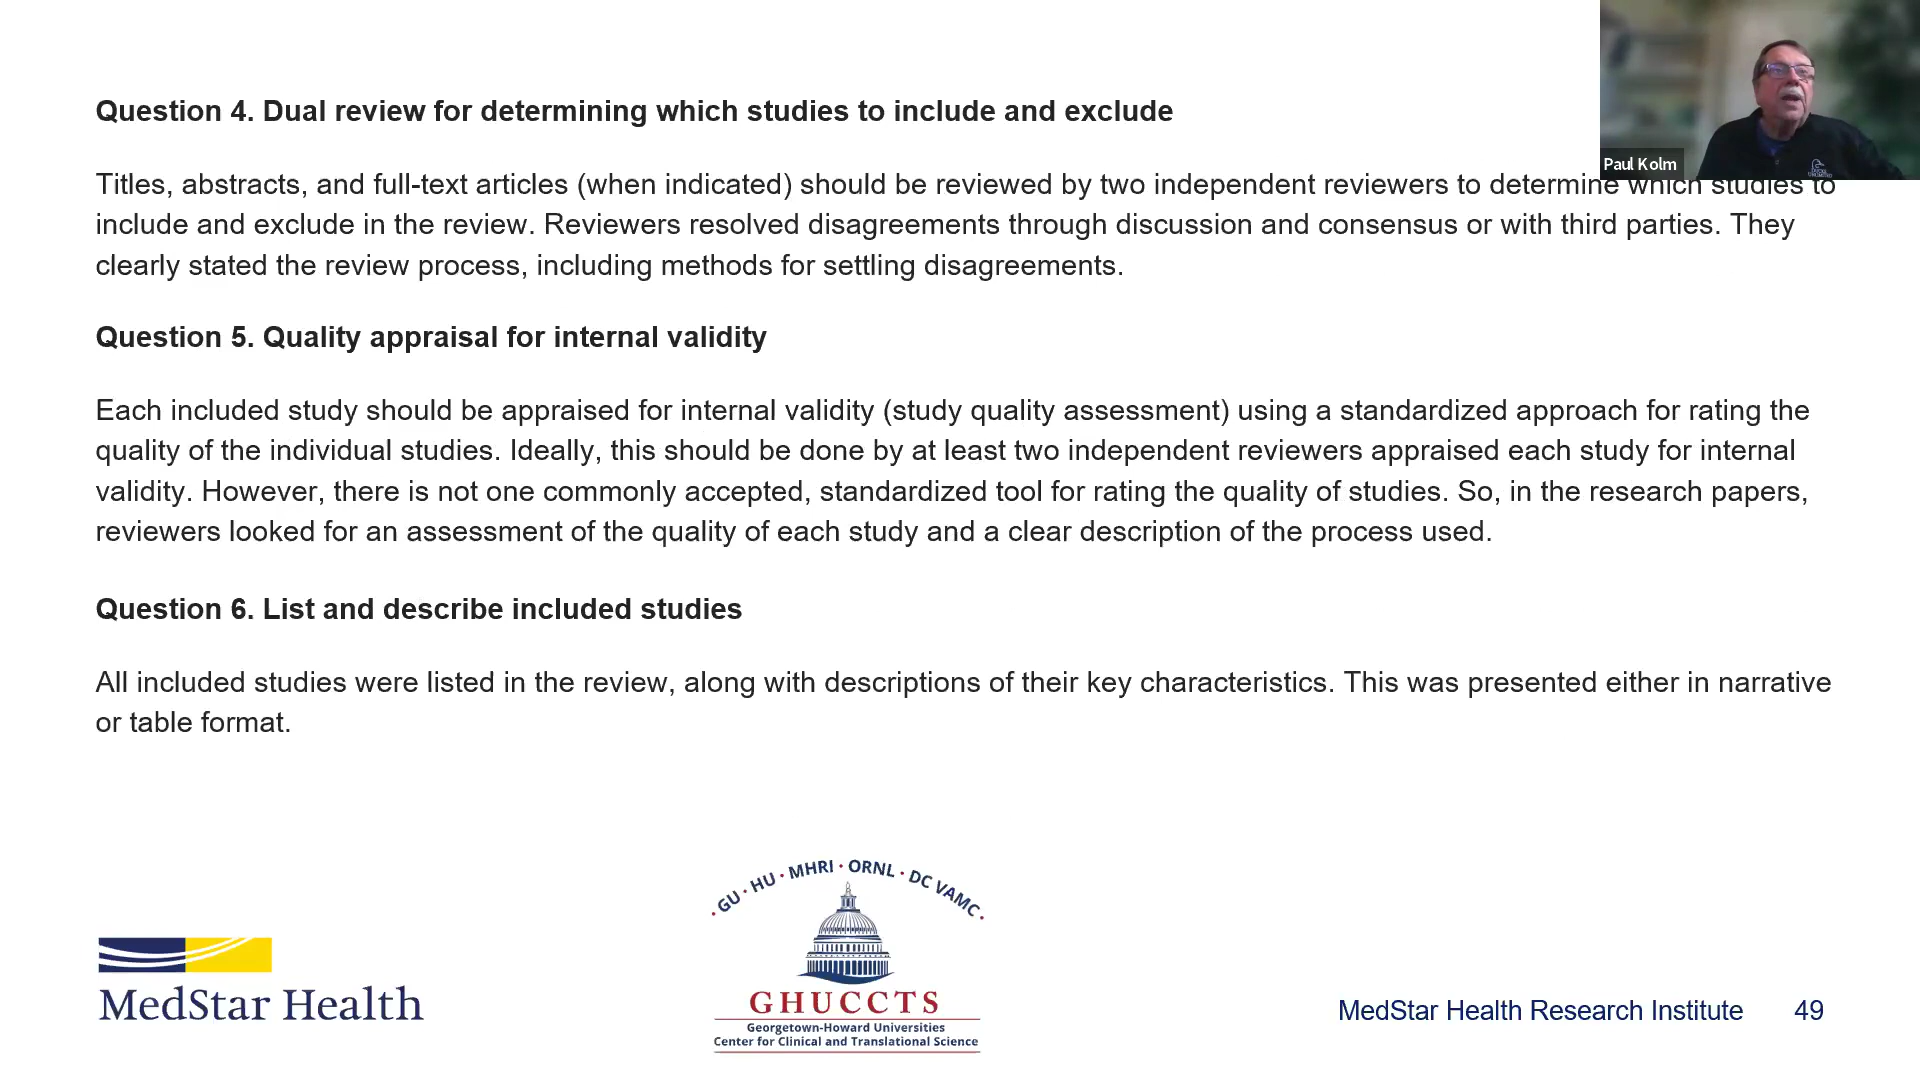 Question 4. Dual review for determining which studies to include and exclude
Paul Kolm
Titles, abstracts, and full-text articles (when indicated) should be reviewed by two independent reviewers to determine which studies to
include and exclude in the review. Reviewers resolved disagreements through discussion and consensus or with third parties. They
clearly stated the review process, including methods for settling disagreements.
Question 5. Quality appraisal for internal validity
Each included study should be appraised for internal validity (study quality assessment) using a standardized approach for rating the
quality of the individual studies. Ideally, this should be done by at least two independent reviewers appraised each study for internal
validity. However, there is not one commonly accepted, standardized tool for rating the quality of studies. So, in the research papers,
reviewers looked for an assessment of the quality of each study and a clear description of the process used.
Question 6. List and describe included studies
All included studies were listed in the review, along with descriptions of their key characteristics. This was presented either in narrative
or table format.
· GU · HU · MHRI · ORNL · DC VAMC ·
MedStar Health
GHUCCTS
Georgetown-Howard Universities
Center for Clinical and Translational Science
MedStar Health Research Institute 49